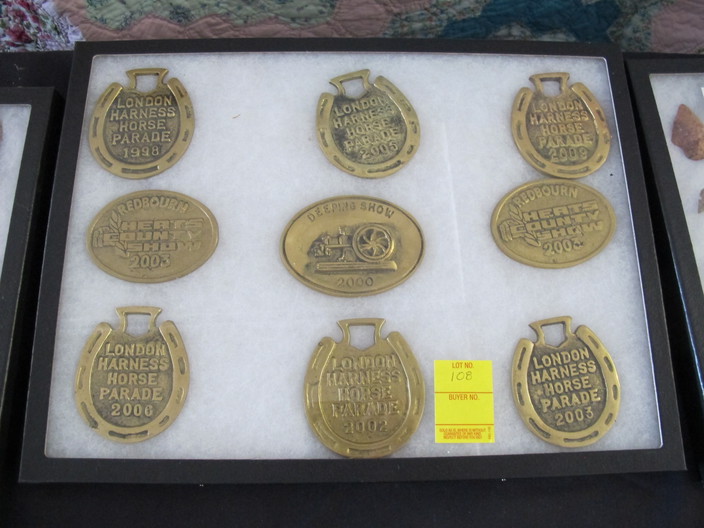 LONDON
HARNESS
HORSE
PARADE
1998
LONDON
HARNESS
HORSE
PARADE
LONDON
HARNESS
HORSE
PARADE
REDBOURN
HERTS
COUNTY
SHOW
2003
DEEPING SHOW
2000
REDBOURN
HERTS
COUNTY
SHOW
LONDON
HARNESS
HORSE
PARADE
2006
LONDON
HARNESS
HORSE
PARADE
2002
LOT NO.
108
BUYER NO.
LONDON
HARNESS
HORSE
PARADE
2003